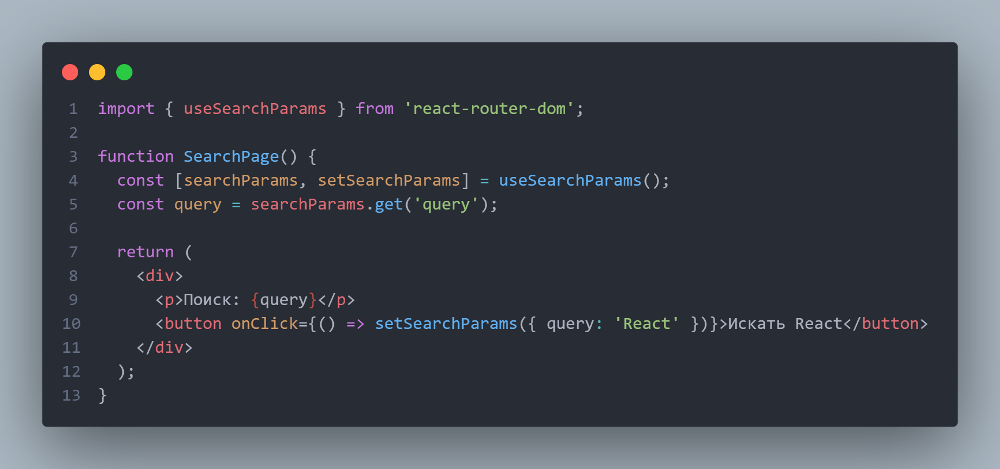 1 import { useSearchParams } from 'react-router-dom';
2
3 function SearchPage() {
4   const [searchParams, setSearchParams] = useSearchParams();
5   const query = searchParams.get('query');
6
7   return (
8     <div>
9       <p>Поиск: {query}</p>
10       <button onClick={() => setSearchParams({ query: 'React' })}>Искать React</button>
11     </div>
12   );
13 }